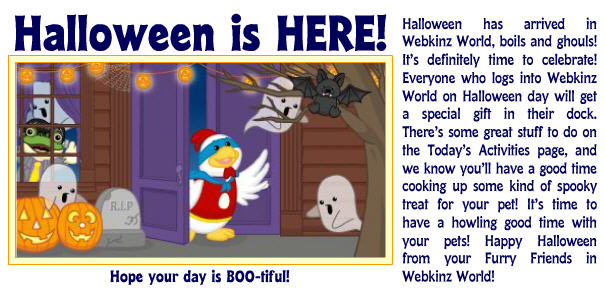 Halloween is HERE!
R.I.P
Hope your day is BOO-tiful!
Halloween has arrived in
Webkinz World, boils and ghouls!
It's definitely time to celebrate!
Everyone who logs into Webkinz
World on Halloween day will get
a special gift in their dock.
There's some great stuff to do on
the Today's Activities page, and
we know you'll have a good time
cooking up some kind of spooky
treat for your pet! It's time to
have a howling good time with
your pets! Happy Halloween
from your Furry Friends in
Webkinz World!